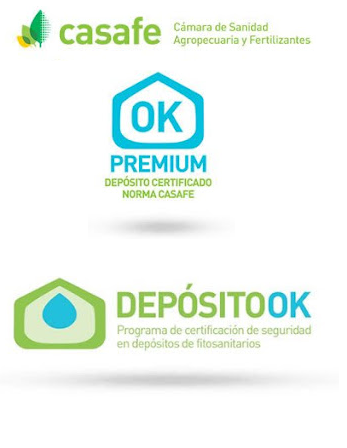 casafe
Cámara de Sanidad
Agropecuaria y Fertilizantes
OK
PREMIUM
DEPÓSITO CERTIFICADO
NORMA CASAFE
DEPÓSITOOK
Programa de certificación de seguridad
en depósitos de fitosanitarios